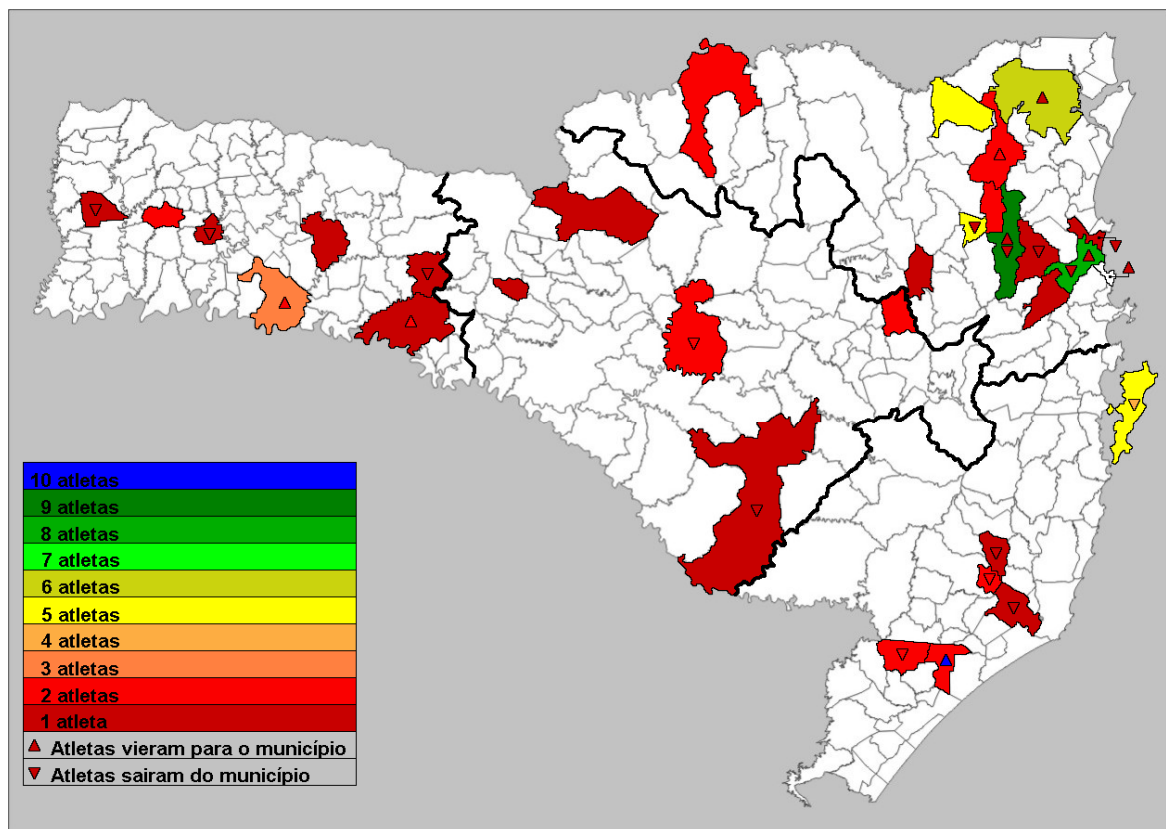 10 atletas
9 atletas
8 atletas
7 atletas
6 atletas
5 atletas
4 atletas
3 atletas
2 atletas
1 atleta
Atletas vieram para o município
Atletas sairam do município